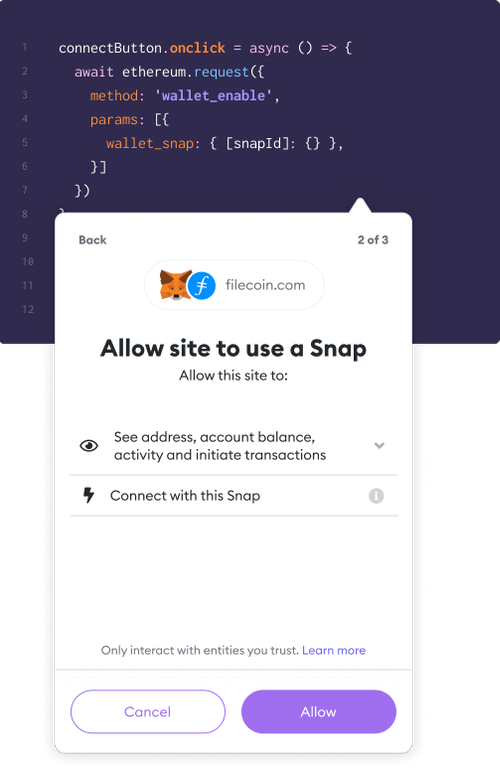 1 connectButton.onclick = async () => {
2 await ethereum.request({
3 method: 'wallet_enable',
4 params: [{
5 wallet_snap: { [snapId]: {} },
6 }]
7 })
8 }
9
10
11
12
Back 2 of 3
filecoin.com
Allow site to use a Snap
Allow this site to:
See address, account balance,
activity and initiate transactions
Connect with this Snap
Only interact with entities you trust. Learn more
Cancel Allow